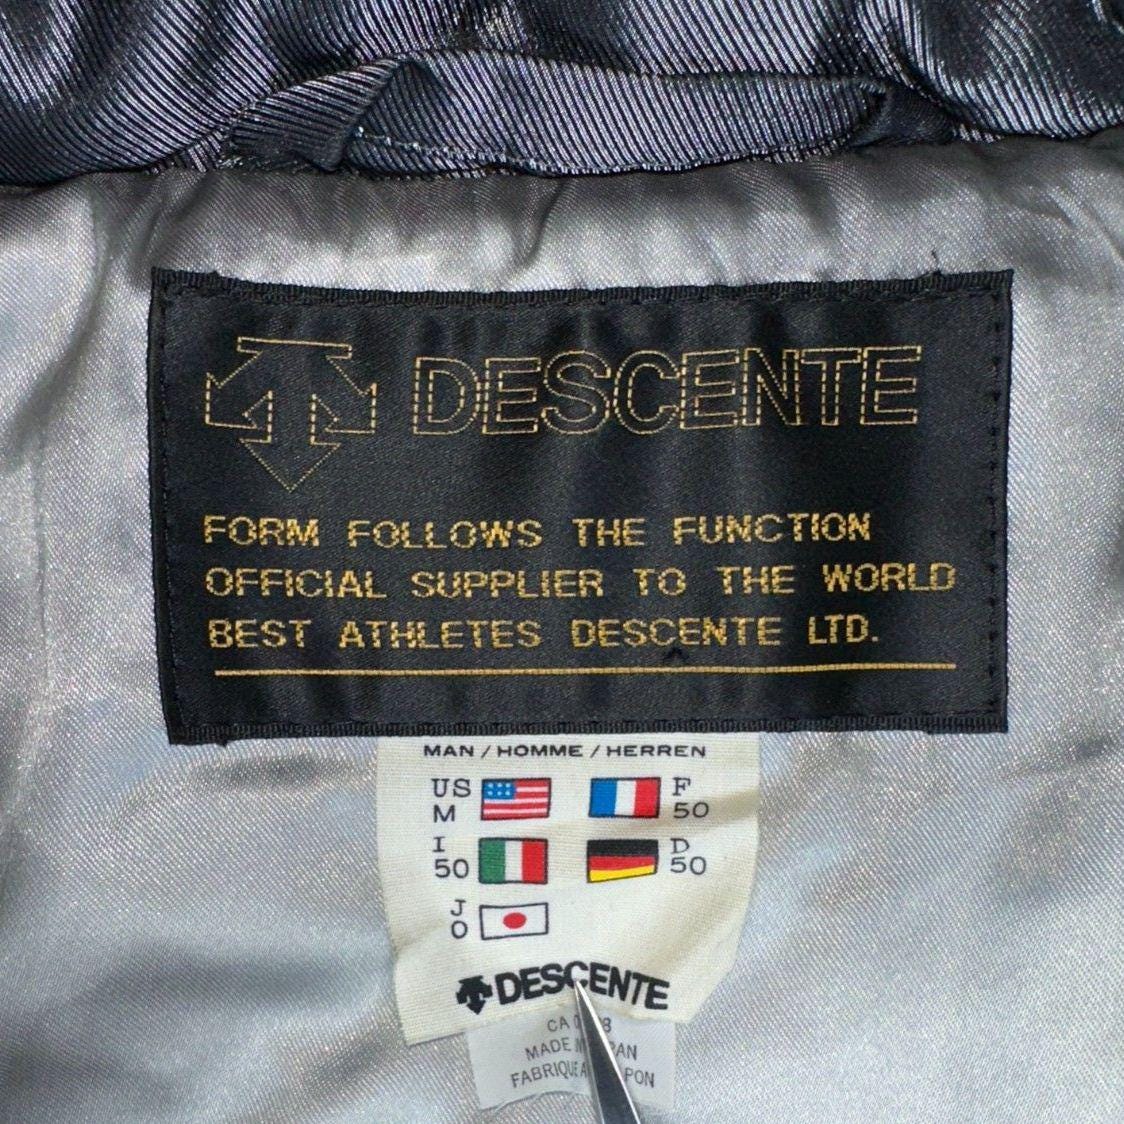 DESCENTE
FORM FOLLOWS THE FUNCTION
OFFICIAL SUPPLIER TO THE WORLD
BEST ATHLETES DESCENTE LTD.
MAN / HOMME / HERREN
US M
F 50
I 50
D 50
J O
DESCENTE
CA
MADE
FABRIQUE